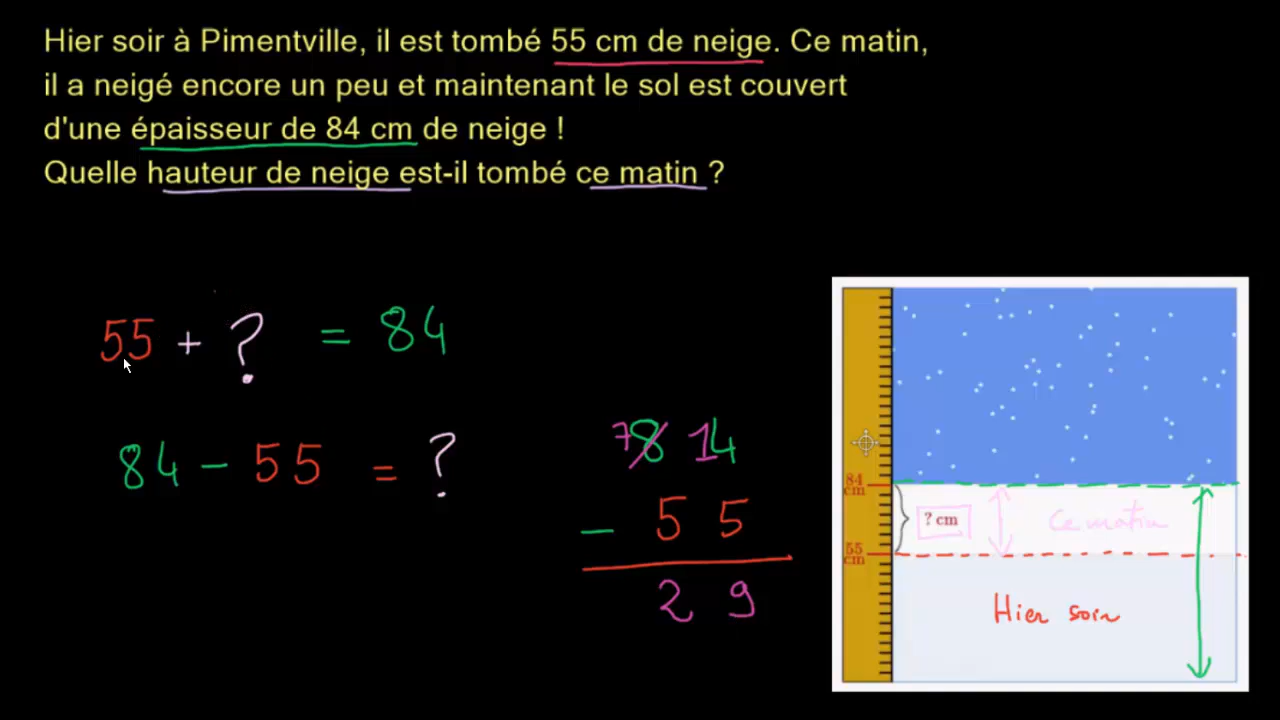 Hier soir à Pimentville, il est tombé 55 cm de neige. Ce matin,
il a neigé encore un peu et maintenant le sol est couvert
d'une épaisseur de 84 cm de neige !
Quelle hauteur de neige est-il tombé ce matin ?
55 + ? = 84
84 - 55 = ?
7 8 14
- 5 5
2 9
84
cm
? cm
Ce matin
55
cm
Hier soir